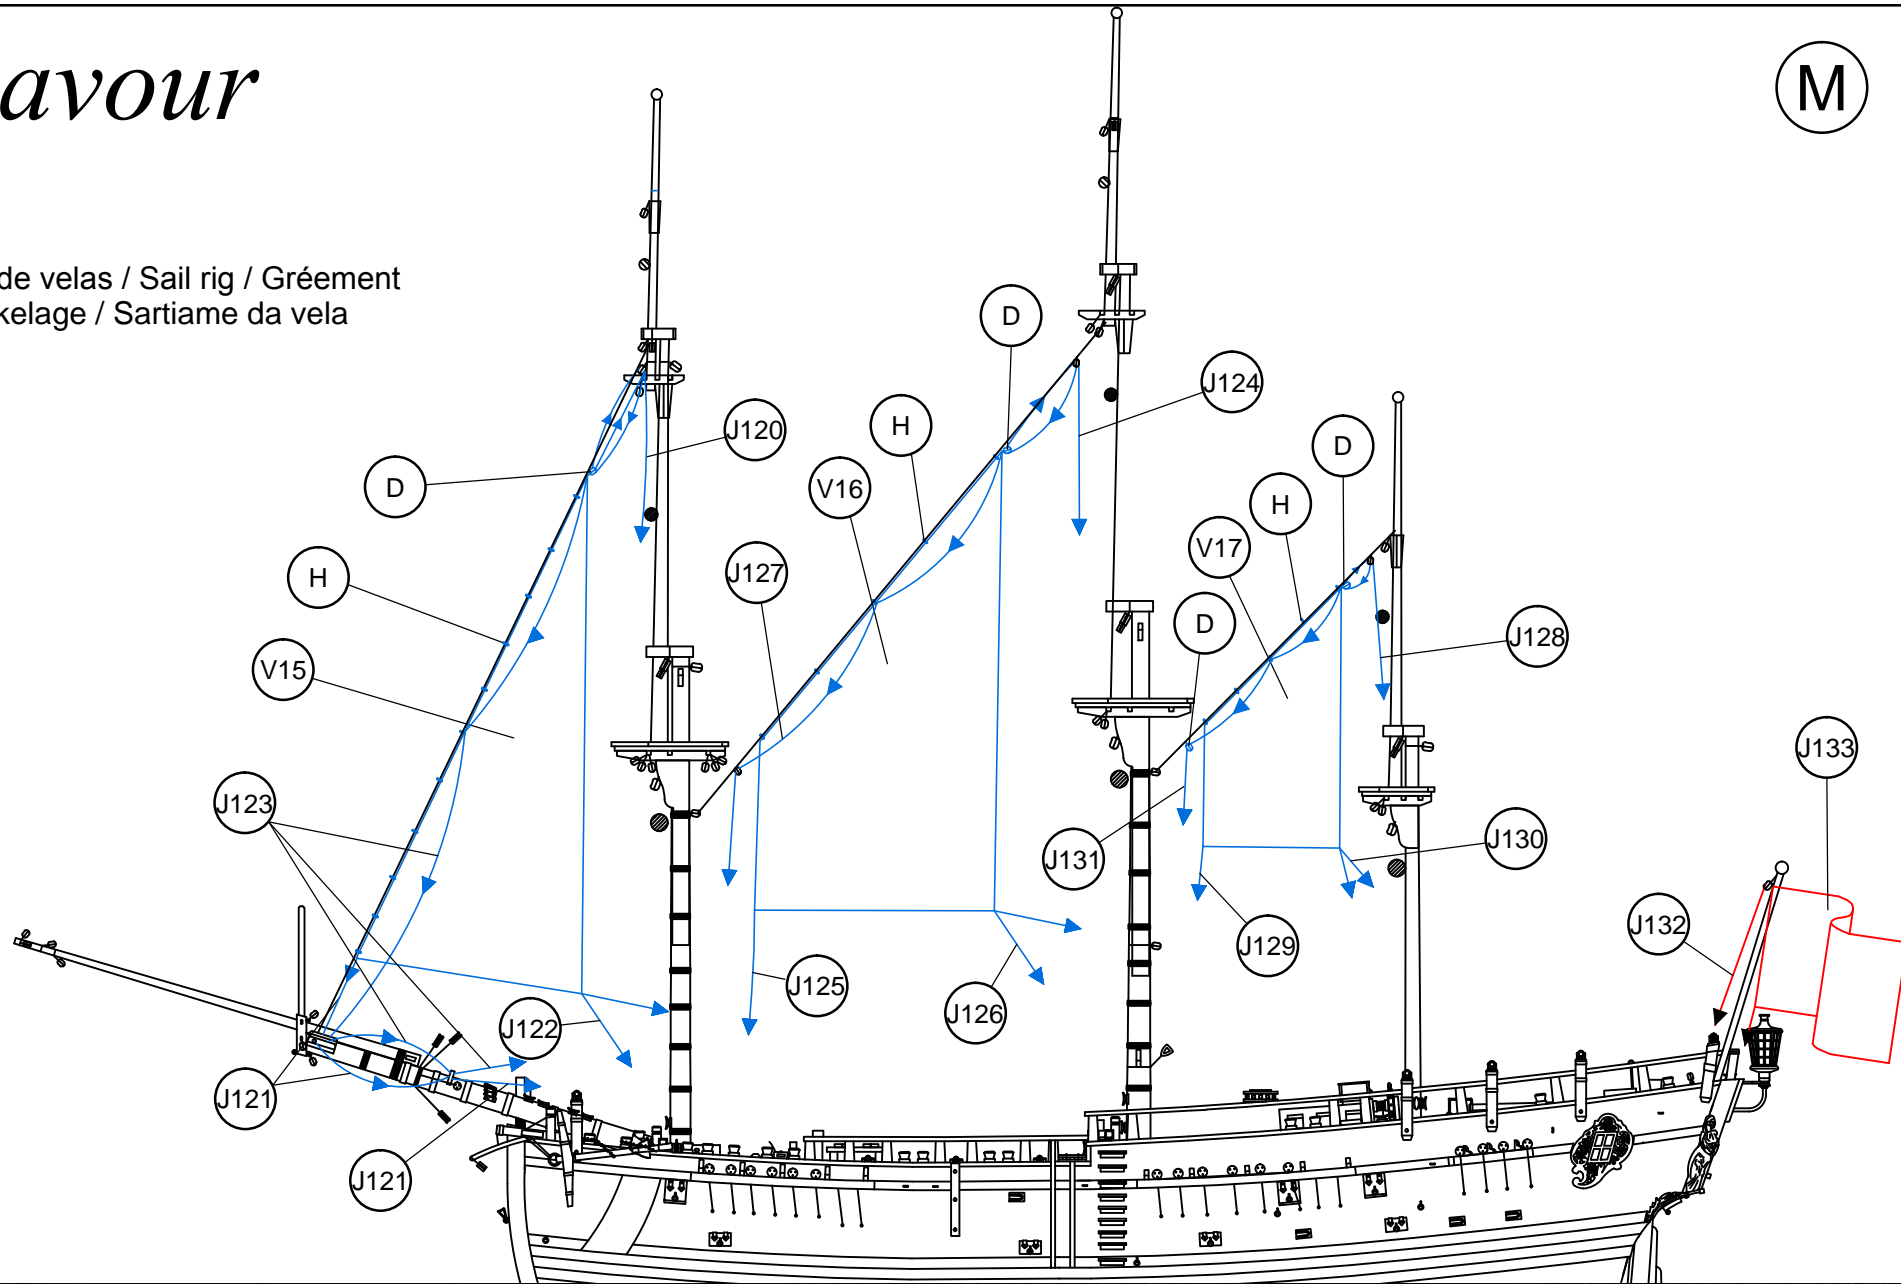 avour
M
de velas / Sail rig / Gréement
kelage / Sartiame da vela
D
J124
J120
H
D
D
V16
H
V17
J127
H
D
J128
V15
J133
J123
J130
J131
J132
J129
J125
J126
J122
J121
J121